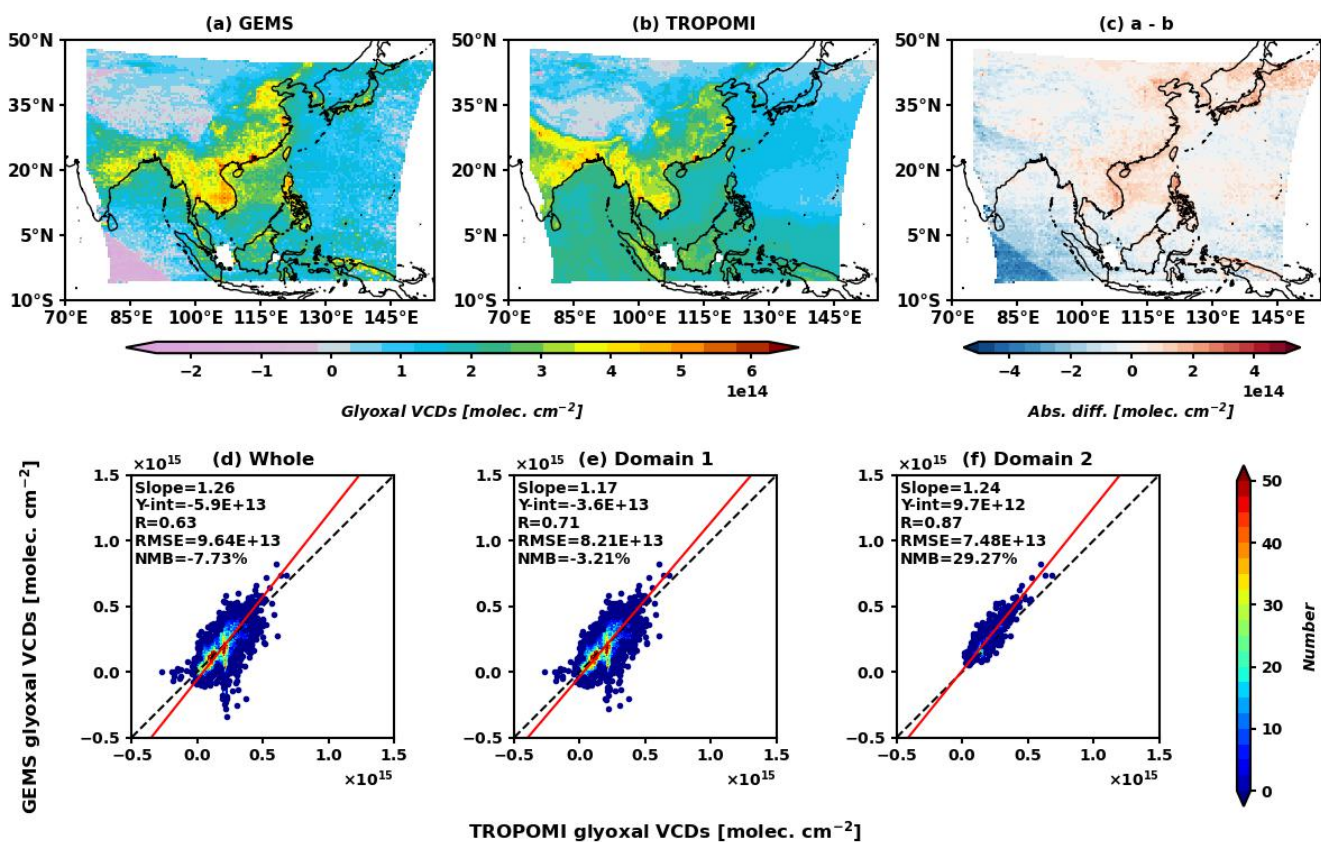 (a) GEMS (b) TROPOMI (c) a - b
50°N 50°N 50°N
35°N 35°N 35°N
20°N 20°N 20°N
5°N 5°N 5°N
10°S 10°S 10°S
70°E 85°E 100°E 115°E 130°E 145°E 70°E 85°E 100°E 115°E 130°E 145°E 70°E 85°E 100°E 115°E 130°E 145°E
−2 −1 0 1 2 3 4 5 6 −4 −2 0 2 4
1e14 1e14
Glyoxal VCDs [molec. cm⁻²] Abs. diff. [molec. cm⁻²]
GEMS glyoxal VCDs [molec. cm⁻²]
×10¹⁵ (d) Whole
1.5
1.0
0.5
0.0
−0.5
Slope=1.26
Y-int=-5.9E+13
R=0.63
RMSE=9.64E+13
NMB=-7.73%
−0.5 0.0 0.5 1.0 1.5
×10¹⁵
×10¹⁵ (e) Domain 1
1.5
1.0
0.5
0.0
−0.5
Slope=1.17
Y-int=-3.6E+13
R=0.71
RMSE=8.21E+13
NMB=-3.21%
−0.5 0.0 0.5 1.0 1.5
×10¹⁵
×10¹⁵ (f) Domain 2
1.5
1.0
0.5
0.0
−0.5
Slope=1.24
Y-int=9.7E+12
R=0.87
RMSE=7.48E+13
NMB=29.27%
−0.5 0.0 0.5 1.0 1.5
×10¹⁵
50
40
30
20
10
0
Number
TROPOMI glyoxal VCDs [molec. cm⁻²]